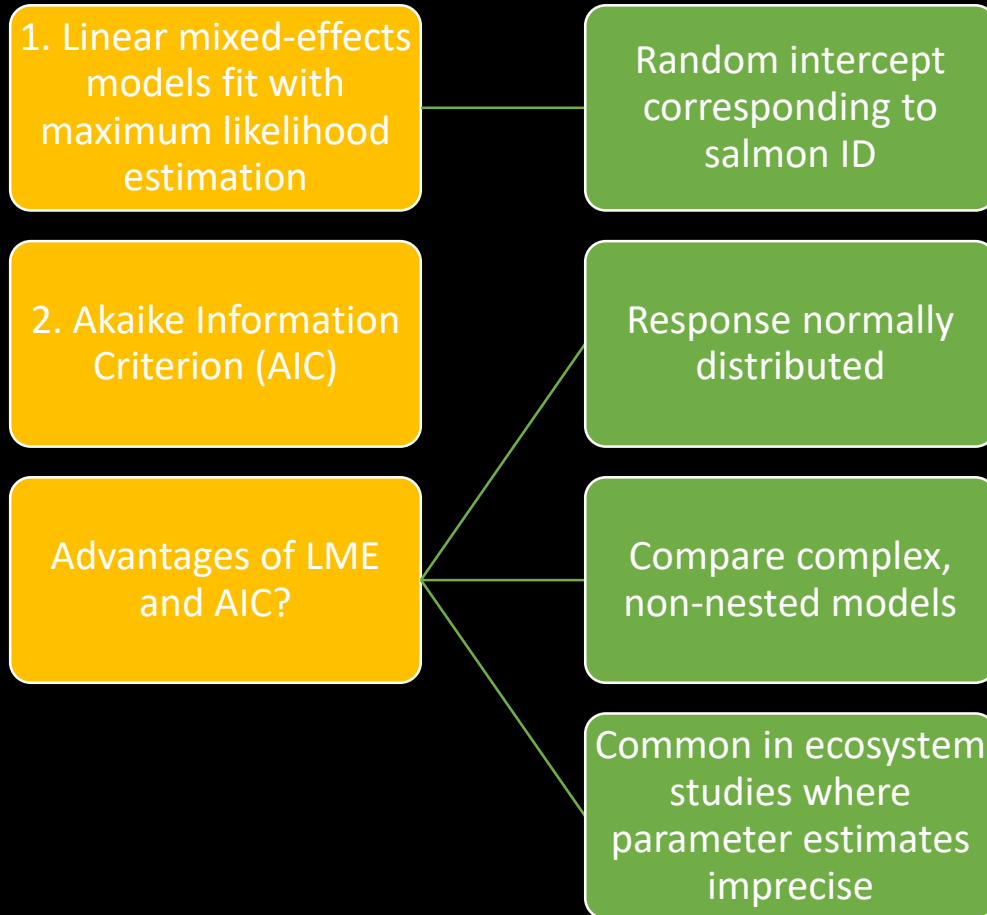 1. Linear mixed-effects
models fit with
maximum likelihood
estimation
Random intercept
corresponding to
salmon ID
2. Akaike Information
Criterion (AIC)
Response normally
distributed
Advantages of LME
and AIC?
Compare complex,
non-nested models
Common in ecosystem
studies where
parameter estimates
imprecise